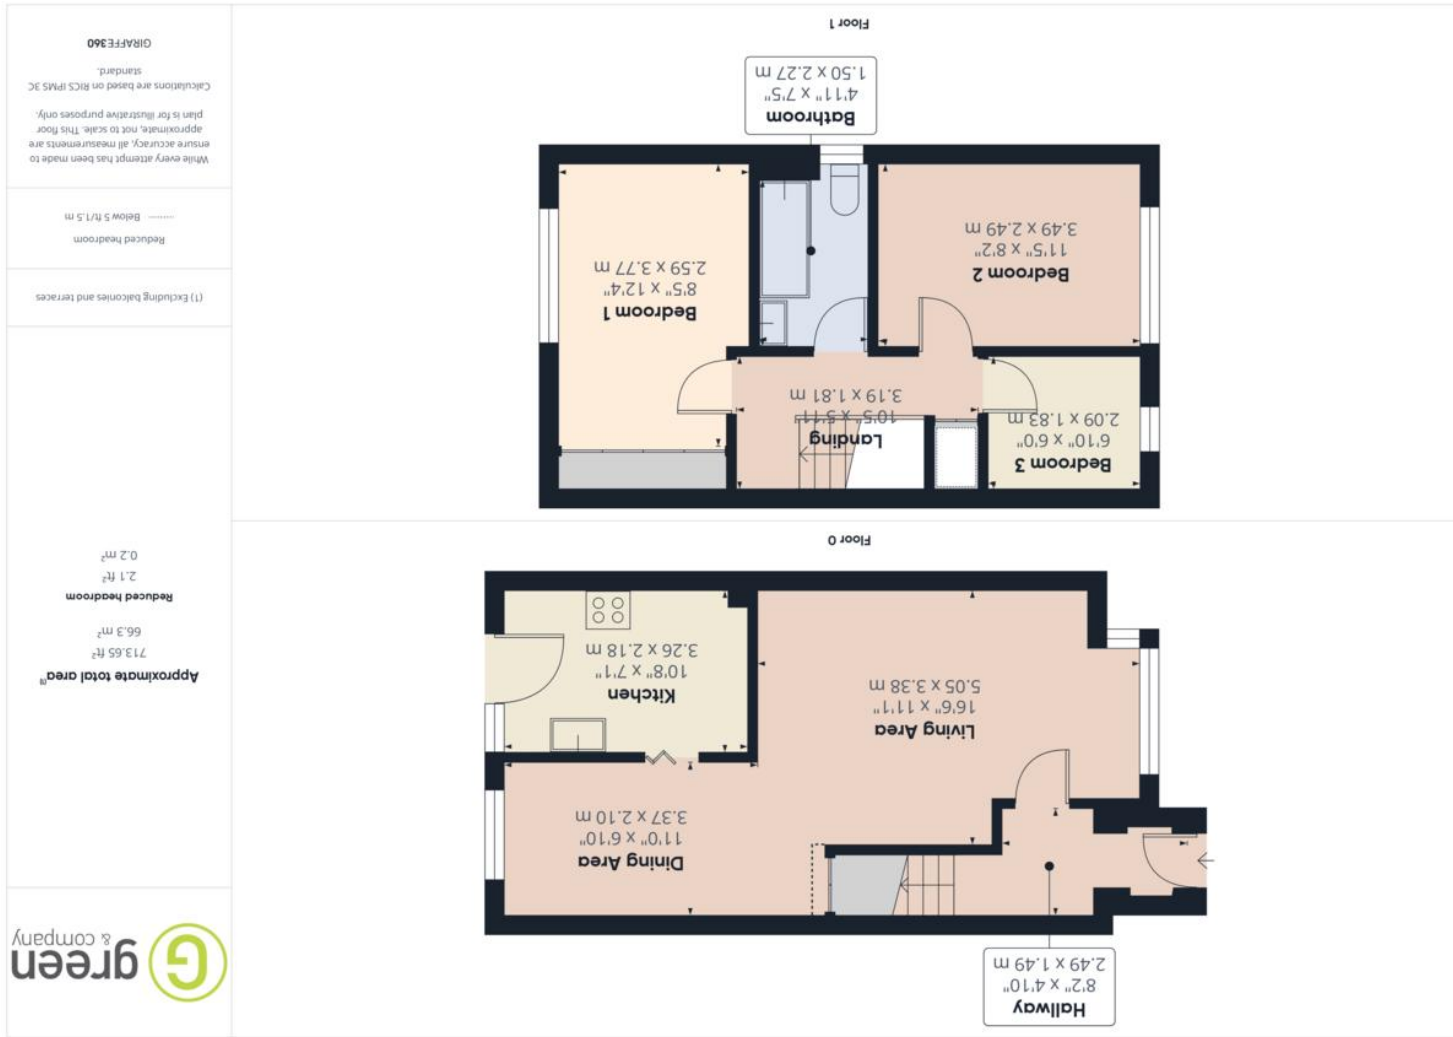 green
& company
Approximate total area⁽¹⁾
713.65 ft²
66.3 m²
Reduced headroom
2.1 ft²
0.2 m²
(1) Excluding balconies and terraces
Reduced headroom
------- Below 5 ft/1.5 m
While every attempt has been made to
ensure accuracy, all measurements are
approximate, not to scale. This floor
plan is for illustrative purposes only.
Calculations are based on RICS IPMS 3C
standard.
GIRAFFE360
Hallway
8'2" x 4'10"
2.49 x 1.49 m
Dining Area
11'0" x 6'10"
3.37 x 2.10 m
Living Area
16'6" x 11'1"
5.05 x 3.38 m
Kitchen
10'8" x 7'1"
3.26 x 2.18 m
Floor 0
Bedroom 3
6'10" x 6'0"
2.09 x 1.83 m
Landing
10'5" x 5'11"
3.19 x 1.81 m
Bedroom 1
8'5" x 12'4"
2.59 x 3.77 m
Bedroom 2
11'5" x 8'2"
3.49 x 2.49 m
Bathroom
4'11" x 7'5"
1.50 x 2.27 m
Floor 1